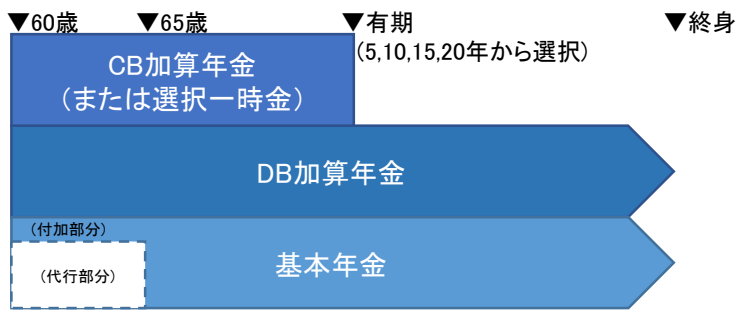 ▼60歳 ▼65歳 ▼有期 ▼終身
(5,10,15,20年から選択)
CB加算年金
（または選択一時金）
DB加算年金
(付加部分)
(代行部分)
基本年金